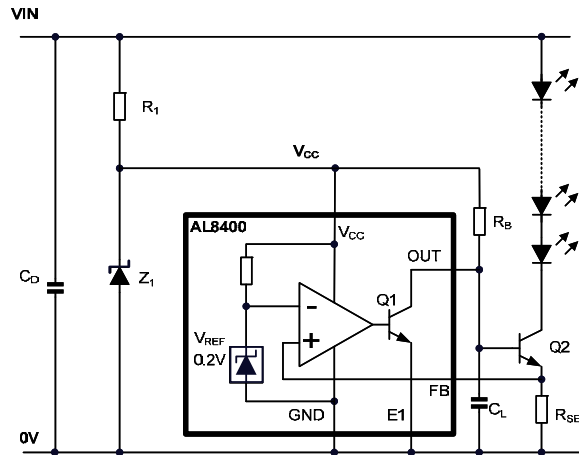 VIN
R1
VCC
AL8400
VCC
RB
OUT
CD
Z1
Q1
-
+
VREF
0.2V
Q2
FB
GND
E1
CL
RSE
0V